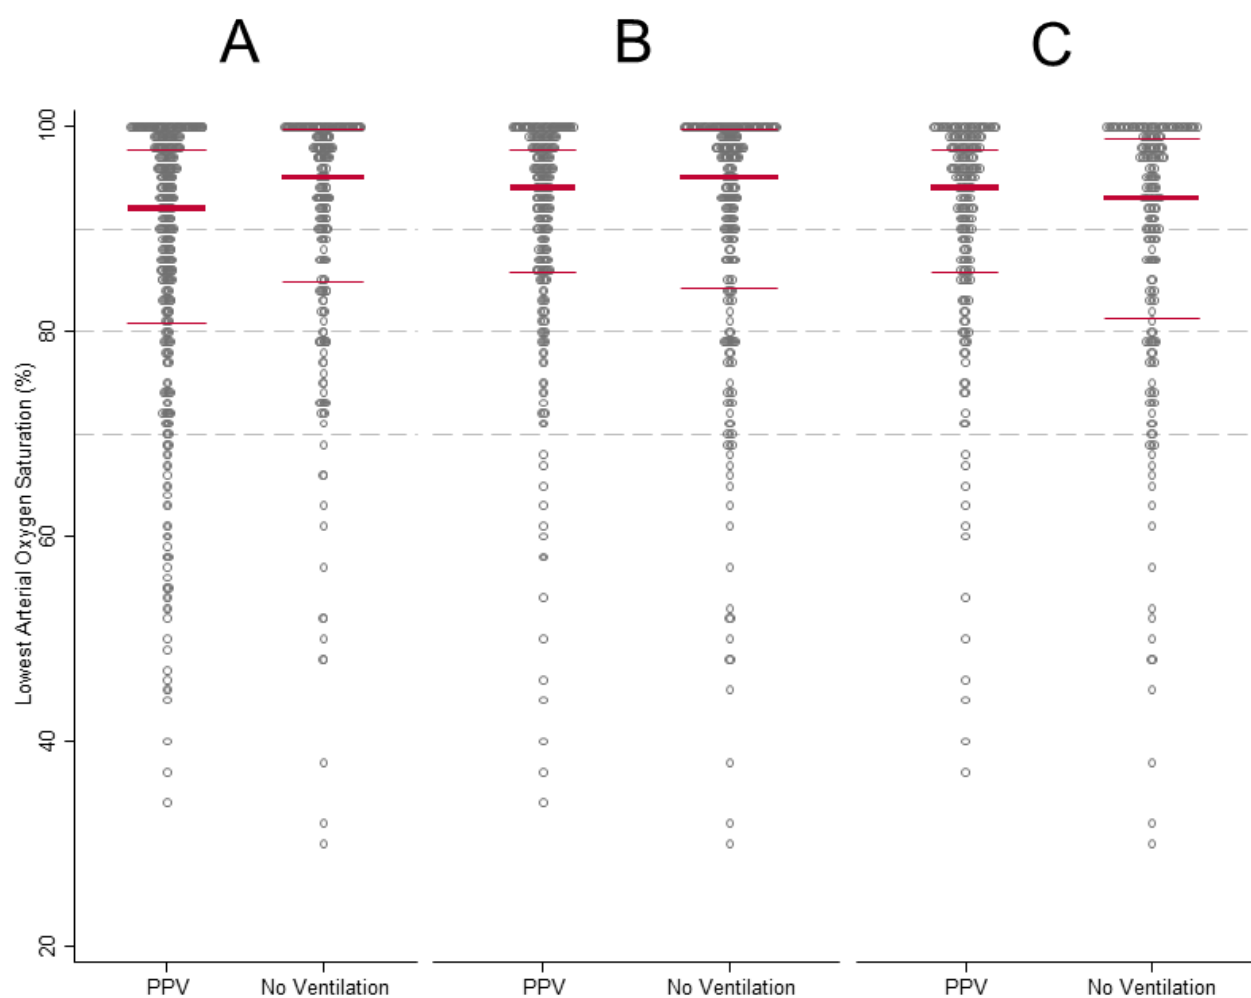 A B C
Lowest Arterial Oxygen Saturation (%)
100
80
60
40
20
PPV No Ventilation PPV No Ventilation PPV No Ventilation